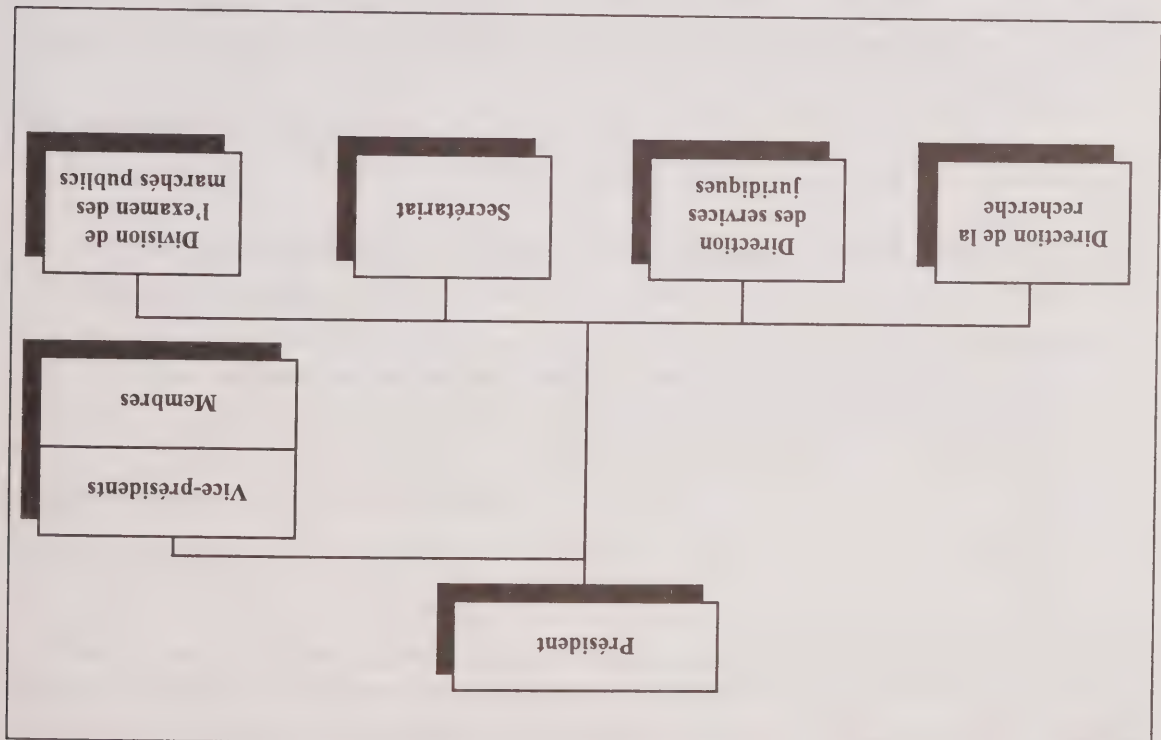 Président
Vice-présidents
Membres
Direction de la
recherche
Direction
des services
juridiques
Secrétariat
Division de
l'examen des
marchés publics